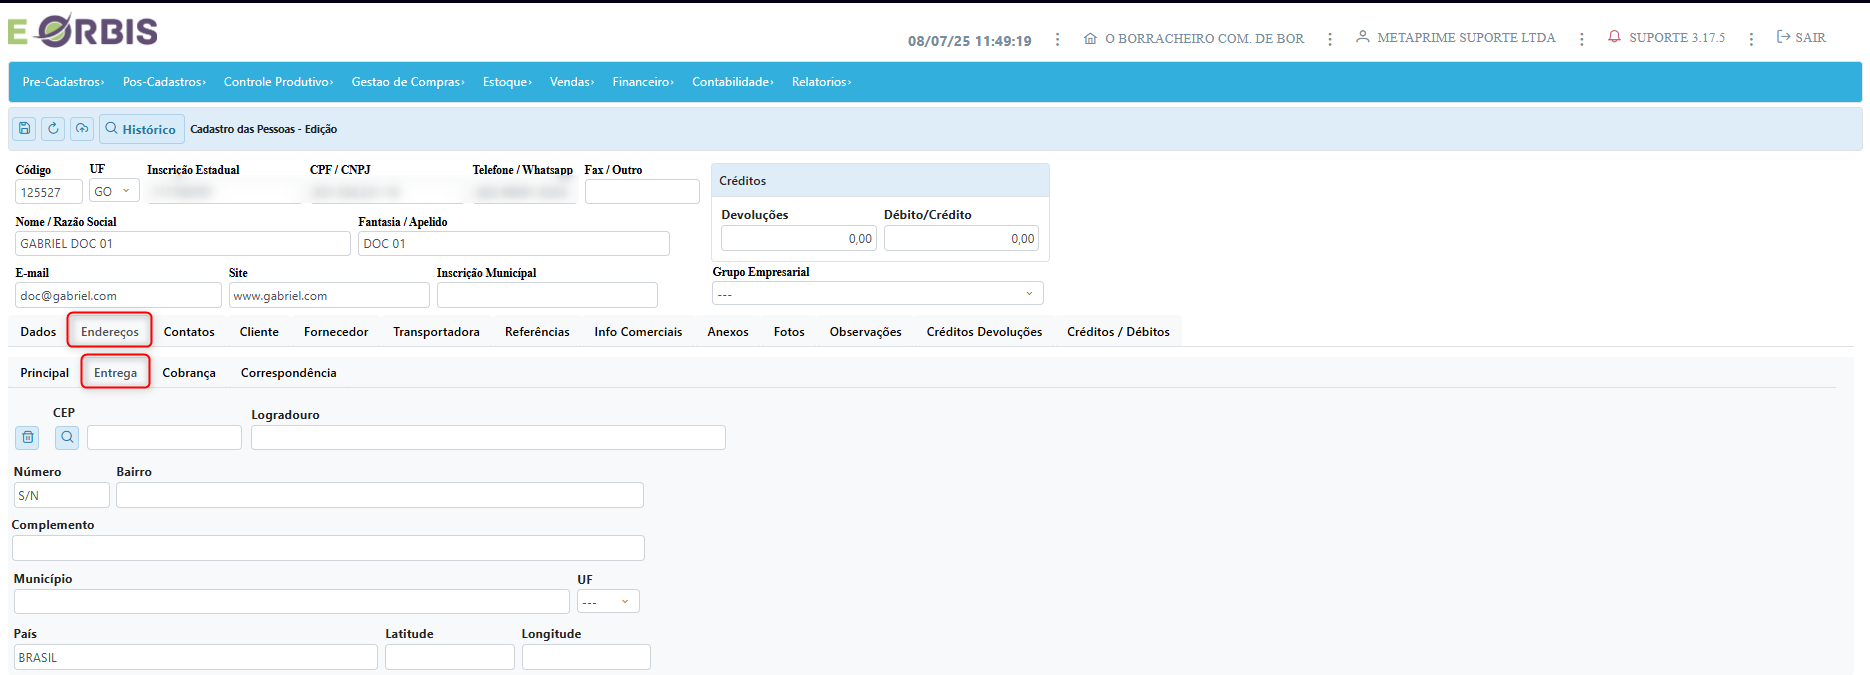 E ORBIS
08/07/25 11:49:19 O BORRACHEIRO COM. DE BOR METAPRIME SUPORTE LTDA SUPORTE 3.17.5 SAIR
Pre-Cadastros› Pos-Cadastros› Controle Produtivo› Gestao de Compras› Estoque› Vendas› Financeiro› Contabilidade› Relatorios›
Histórico Cadastro das Pessoas - Edição
Código UF Inscrição Estadual CPF / CNPJ Telefone / Whatsapp Fax / Outro
125527 GO
Nome / Razão Social Fantasia / Apelido
GABRIEL DOC 01 DOC 01
E-mail Site Inscrição Municípal
doc@gabriel.com www.gabriel.com
Créditos
Devoluções Débito/Crédito
0,00 0,00
Grupo Empresarial
---
Dados Endereços Contatos Cliente Fornecedor Transportadora Referências Info Comerciais Anexos Fotos Observações Créditos Devoluções Créditos / Débitos
Principal Entrega Cobrança Correspondência
CEP Logradouro
Número Bairro
S/N
Complemento
Município UF
---
País Latitude Longitude
BRASIL